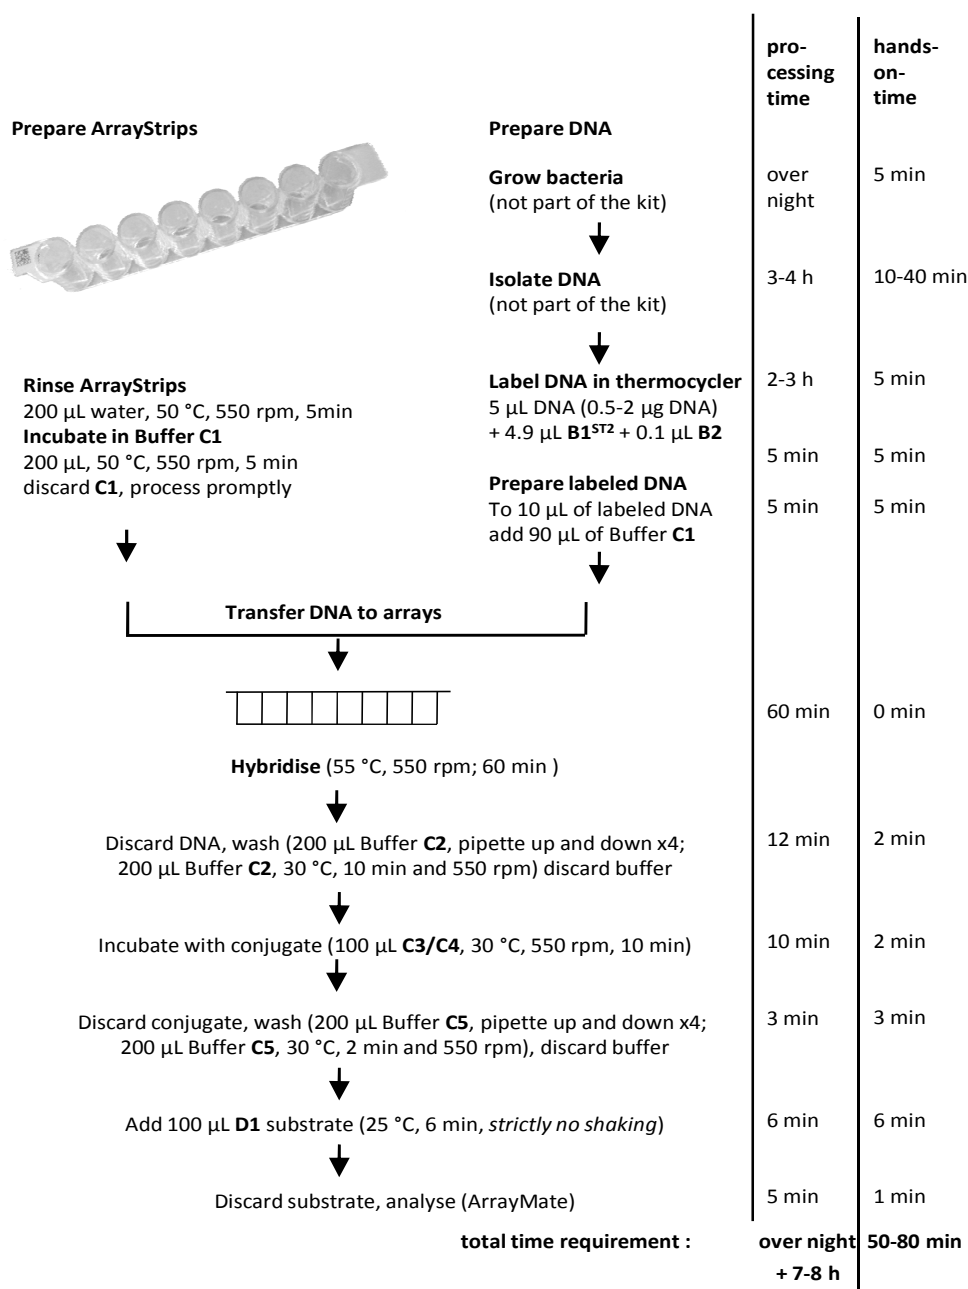 pro-
cessing
time
hands-
on-
time
Prepare ArrayStrips
Prepare DNA
Grow bacteria
(not part of the kit)
over
night
5 min
Isolate DNA
(not part of the kit)
3-4 h
10-40 min
Rinse ArrayStrips
200 µL water, 50 °C, 550 rpm, 5min
Incubate in Buffer C1
200 µL, 50 °C, 550 rpm, 5 min
discard C1, process promptly
Label DNA in thermocycler
5 µL DNA (0.5-2 µg DNA)
+ 4.9 µL B1ST2 + 0.1 µL B2
2-3 h
5 min
5 min
5 min
Prepare labeled DNA
To 10 µL of labeled DNA
add 90 µL of Buffer C1
5 min
5 min
Transfer DNA to arrays
60 min
0 min
Hybridise (55 °C, 550 rpm; 60 min )
Discard DNA, wash (200 µL Buffer C2, pipette up and down x4;
200 µL Buffer C2, 30 °C, 10 min and 550 rpm) discard buffer
12 min
2 min
Incubate with conjugate (100 µL C3/C4, 30 °C, 550 rpm, 10 min)
10 min
2 min
Discard conjugate, wash (200 µL Buffer C5, pipette up and down x4;
200 µL Buffer C5, 30 °C, 2 min and 550 rpm), discard buffer
3 min
3 min
Add 100 µL D1 substrate (25 °C, 6 min, strictly no shaking)
6 min
6 min
Discard substrate, analyse (ArrayMate)
5 min
1 min
total time requirement :
over night
+ 7-8 h
50-80 min